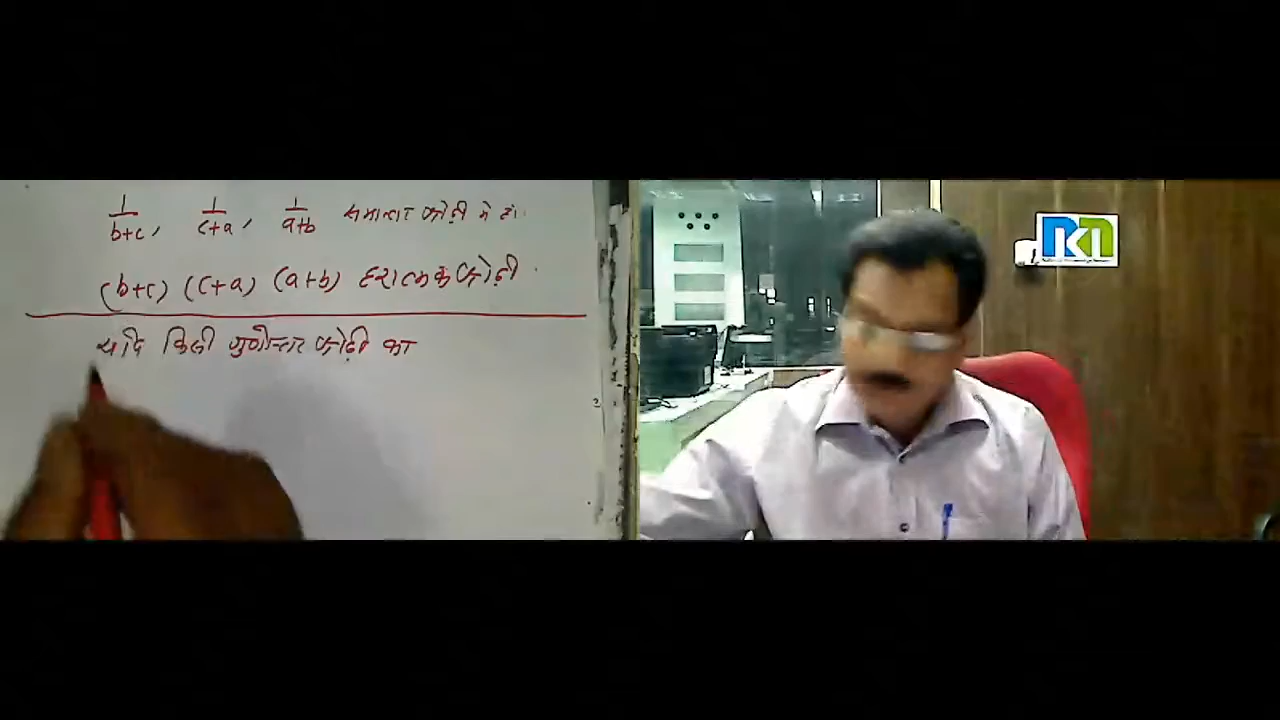 1/b+c, 1/c+a, 1/a+b समान्तर श्रेढ़ी में हैं।
(b+c) (c+a) (a+b) हरात्मक श्रेढ़ी
यदि किसी गुणोत्तर श्रेढ़ी का